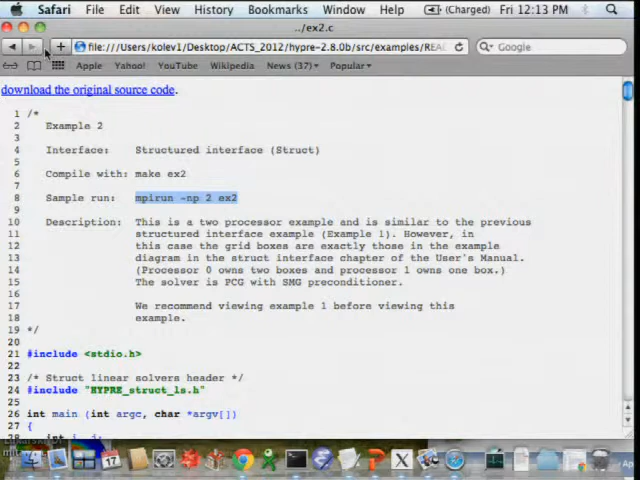 Safari File Edit View History Bookmarks Window Help (Charged) Fri 12:13 PM
../ex2.c
file:///Users/kolev1/Desktop/ACTS_2012/hypre-2.8.0b/src/examples/REA Google
Apple Yahoo! YouTube Wikipedia News (37) Popular
download the original source code.
1 /*
2 Example 2
3
4 Interface: Structured interface (Struct)
5
6 Compile with: make ex2
7
8 Sample run: mpirun -np 2 ex2
9
10 Description: This is a two processor example and is similar to the previous
11 structured interface example (Example 1). However, in
12 this case the grid boxes are exactly those in the example
13 diagram in the struct interface chapter of the User's Manual.
14 (Processor 0 owns two boxes and processor 1 owns one box.)
15 The solver is PCG with SMG preconditioner.
16
17 We recommend viewing example 1 before viewing this
18 example.
19 */
20
21 #include <stdio.h>
22
23 /* Struct linear solvers header */
24 #include "HYPRE_struct_ls.h"
25
26 int main (int argc, char *argv[])
27 {
28 int i, j;
17